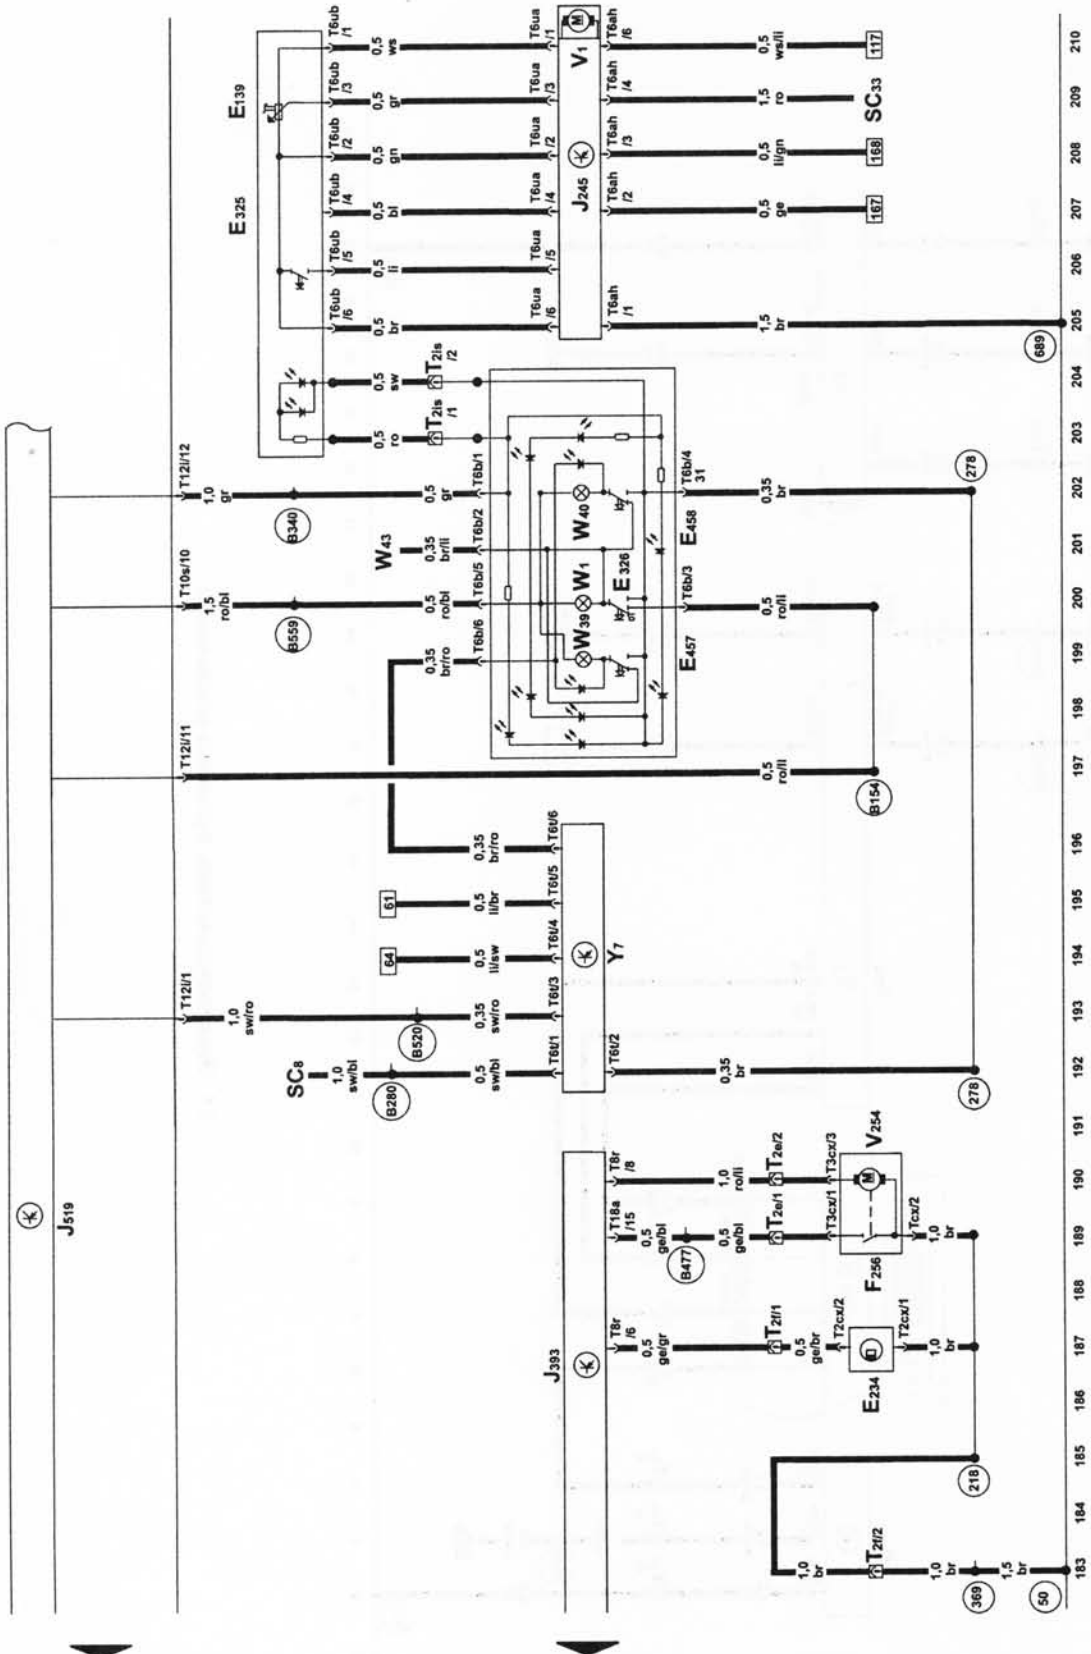 J519
T12i/1
T12i/11
T10s/10
T12i/12
1,0
sw/ro
1,5
ro/bl
1,0
gr
B559
B340
E325
E139
T6ub
/6
T6ub
/5
T6ub
/4
T6ub
/2
T6ub
/3
T6ub
/1
0,5
ro
0,5
sw
0,5
br
0,5
li
0,5
bl
0,5
gn
0,5
gr
0,5
ws
SC8
1,0
sw/bl
B280
B520
64
61
W43
0,35
br/ro
0,5
ro/bl
0,35
br/li
0,5
gr
T2is
/1
T2is
/2
0,5
sw/bl
0,35
sw/ro
0,5
li/sw
0,5
li/br
0,35
br/ro
T6b/6
T6b/5
T6b/2
T6b/1
T6t/1
T6t/3
T6t/4
T6t/5
T6t/6
T6ua
/6
T6ua
/5
T6ua
/4
T6ua
/2
T6ua
/3
T6ua
/1
J393
Y7
W39
W1
W40
E326
J245
V1
M
T8r
/6
T18a
/15
T8r
/8
T6t/2
E457
T6b/3
E458
T6b/4
31
T6ah
/1
T6ah
/2
T6ah
/3
T6ah
/4
T6ah
/6
0,5
ge/gr
0,5
ge/bl
B477
0,5
ge/bl
1,0
ro/li
0,35
br
0,5
ro/li
0,5
ro/li
0,35
br
1,5
br
0,5
ge
0,5
li/gn
1,5
ro
0,5
ws/li
T2f/1
T2e/1
T2e/2
0,5
ge/br
T2cx/2
T3cx/1
T3cx/3
1,0
br
T2f/2
E234
F256
M
V254
B154
167
168
SC33
117
T2cx/1
Tcx/2
1,0
br
1,0
br
1,0
br
369
218
278
278
1,5
br
50
689
183
184
185
186
187
188
189
190
191
192
193
194
195
196
197
198
199
200
201
202
203
204
205
206
207
208
209
210